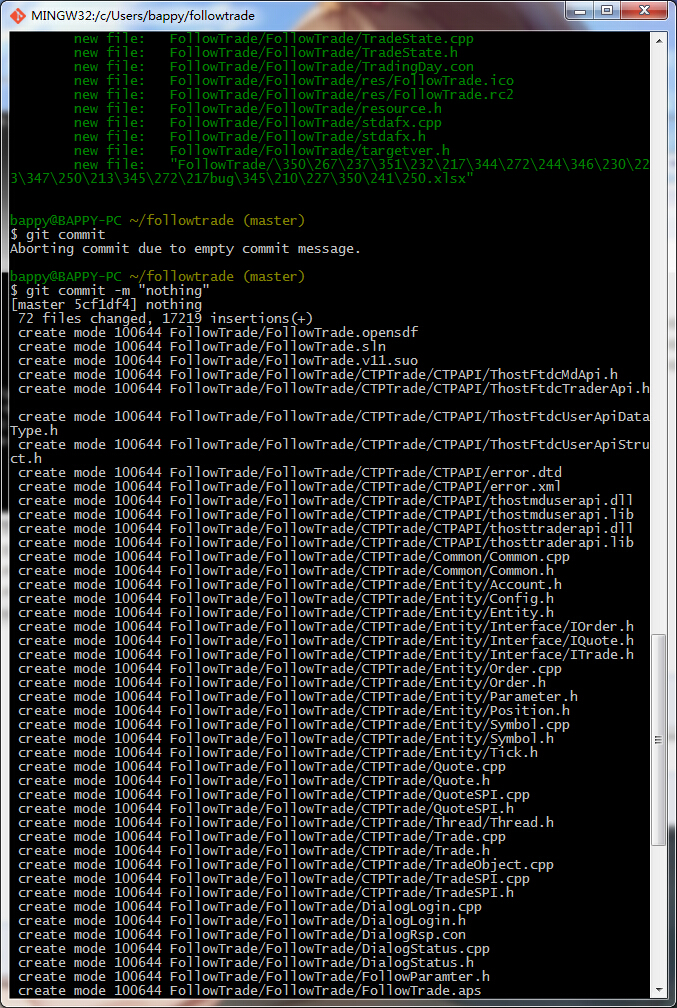 MINGW32:/c/Users/bappy/followtrade
new file:   FollowTrade/FollowTrade/TradeState.cpp
new file:   FollowTrade/FollowTrade/TradeState.h
new file:   FollowTrade/FollowTrade/TradingDay.con
new file:   FollowTrade/FollowTrade/res/FollowTrade.ico
new file:   FollowTrade/FollowTrade/res/FollowTrade.rc2
new file:   FollowTrade/FollowTrade/resource.h
new file:   FollowTrade/FollowTrade/stdafx.cpp
new file:   FollowTrade/FollowTrade/stdafx.h
new file:   FollowTrade/FollowTrade/targetver.h
new file:   "FollowTrade/\350\267\237\351\232\217\344\272\244\346\230\22
3\347\250\213\345\272\217bug\345\210\227\350\241\250.xlsx"
bappy@BAPPY-PC ~/followtrade (master)
$ git commit
Aborting commit due to empty commit message.
bappy@BAPPY-PC ~/followtrade (master)
$ git commit -m "nothing"
[master 5cf1df4] nothing
72 files changed, 17219 insertions(+)
create mode 100644 FollowTrade/FollowTrade.opensdf
create mode 100644 FollowTrade/FollowTrade.sln
create mode 100644 FollowTrade/FollowTrade.v11.suo
create mode 100644 FollowTrade/FollowTrade/CTPTrade/CTPAPI/ThostFtdcMdApi.h
create mode 100644 FollowTrade/FollowTrade/CTPTrade/CTPAPI/ThostFtdcTraderApi.h
create mode 100644 FollowTrade/FollowTrade/CTPTrade/CTPAPI/ThostFtdcUserApiData
Type.h
create mode 100644 FollowTrade/FollowTrade/CTPTrade/CTPAPI/ThostFtdcUserApiStru
ct.h
create mode 100644 FollowTrade/FollowTrade/CTPTrade/CTPAPI/error.dtd
create mode 100644 FollowTrade/FollowTrade/CTPTrade/CTPAPI/error.xml
create mode 100644 FollowTrade/FollowTrade/CTPTrade/CTPAPI/thostmduserapi.dll
create mode 100644 FollowTrade/FollowTrade/CTPTrade/CTPAPI/thostmduserapi.lib
create mode 100644 FollowTrade/FollowTrade/CTPTrade/CTPAPI/thosttraderapi.dll
create mode 100644 FollowTrade/FollowTrade/CTPTrade/CTPAPI/thosttraderapi.lib
create mode 100644 FollowTrade/FollowTrade/CTPTrade/Common/Common.cpp
create mode 100644 FollowTrade/FollowTrade/CTPTrade/Common/Common.h
create mode 100644 FollowTrade/FollowTrade/CTPTrade/Entity/Account.h
create mode 100644 FollowTrade/FollowTrade/CTPTrade/Entity/Config.h
create mode 100644 FollowTrade/FollowTrade/CTPTrade/Entity/Entity.h
create mode 100644 FollowTrade/FollowTrade/CTPTrade/Entity/Interface/IOrder.h
create mode 100644 FollowTrade/FollowTrade/CTPTrade/Entity/Interface/IQuote.h
create mode 100644 FollowTrade/FollowTrade/CTPTrade/Entity/Interface/ITrade.h
create mode 100644 FollowTrade/FollowTrade/CTPTrade/Entity/Order.cpp
create mode 100644 FollowTrade/FollowTrade/CTPTrade/Entity/Order.h
create mode 100644 FollowTrade/FollowTrade/CTPTrade/Entity/Parameter.h
create mode 100644 FollowTrade/FollowTrade/CTPTrade/Entity/Position.h
create mode 100644 FollowTrade/FollowTrade/CTPTrade/Entity/Symbol.cpp
create mode 100644 FollowTrade/FollowTrade/CTPTrade/Entity/Symbol.h
create mode 100644 FollowTrade/FollowTrade/CTPTrade/Entity/Tick.h
create mode 100644 FollowTrade/FollowTrade/CTPTrade/Quote.cpp
create mode 100644 FollowTrade/FollowTrade/CTPTrade/Quote.h
create mode 100644 FollowTrade/FollowTrade/CTPTrade/QuoteSPI.cpp
create mode 100644 FollowTrade/FollowTrade/CTPTrade/QuoteSPI.h
create mode 100644 FollowTrade/FollowTrade/CTPTrade/Thread/Thread.h
create mode 100644 FollowTrade/FollowTrade/CTPTrade/Trade.cpp
create mode 100644 FollowTrade/FollowTrade/CTPTrade/Trade.h
create mode 100644 FollowTrade/FollowTrade/CTPTrade/TradeObject.cpp
create mode 100644 FollowTrade/FollowTrade/CTPTrade/TradeSPI.cpp
create mode 100644 FollowTrade/FollowTrade/CTPTrade/TradeSPI.h
create mode 100644 FollowTrade/FollowTrade/DialogLogin.cpp
create mode 100644 FollowTrade/FollowTrade/DialogLogin.h
create mode 100644 FollowTrade/FollowTrade/DialogRsp.con
create mode 100644 FollowTrade/FollowTrade/DialogStatus.cpp
create mode 100644 FollowTrade/FollowTrade/DialogStatus.h
create mode 100644 FollowTrade/FollowTrade/FollowParamter.h
create mode 100644 FollowTrade/FollowTrade/FollowTrade.aps